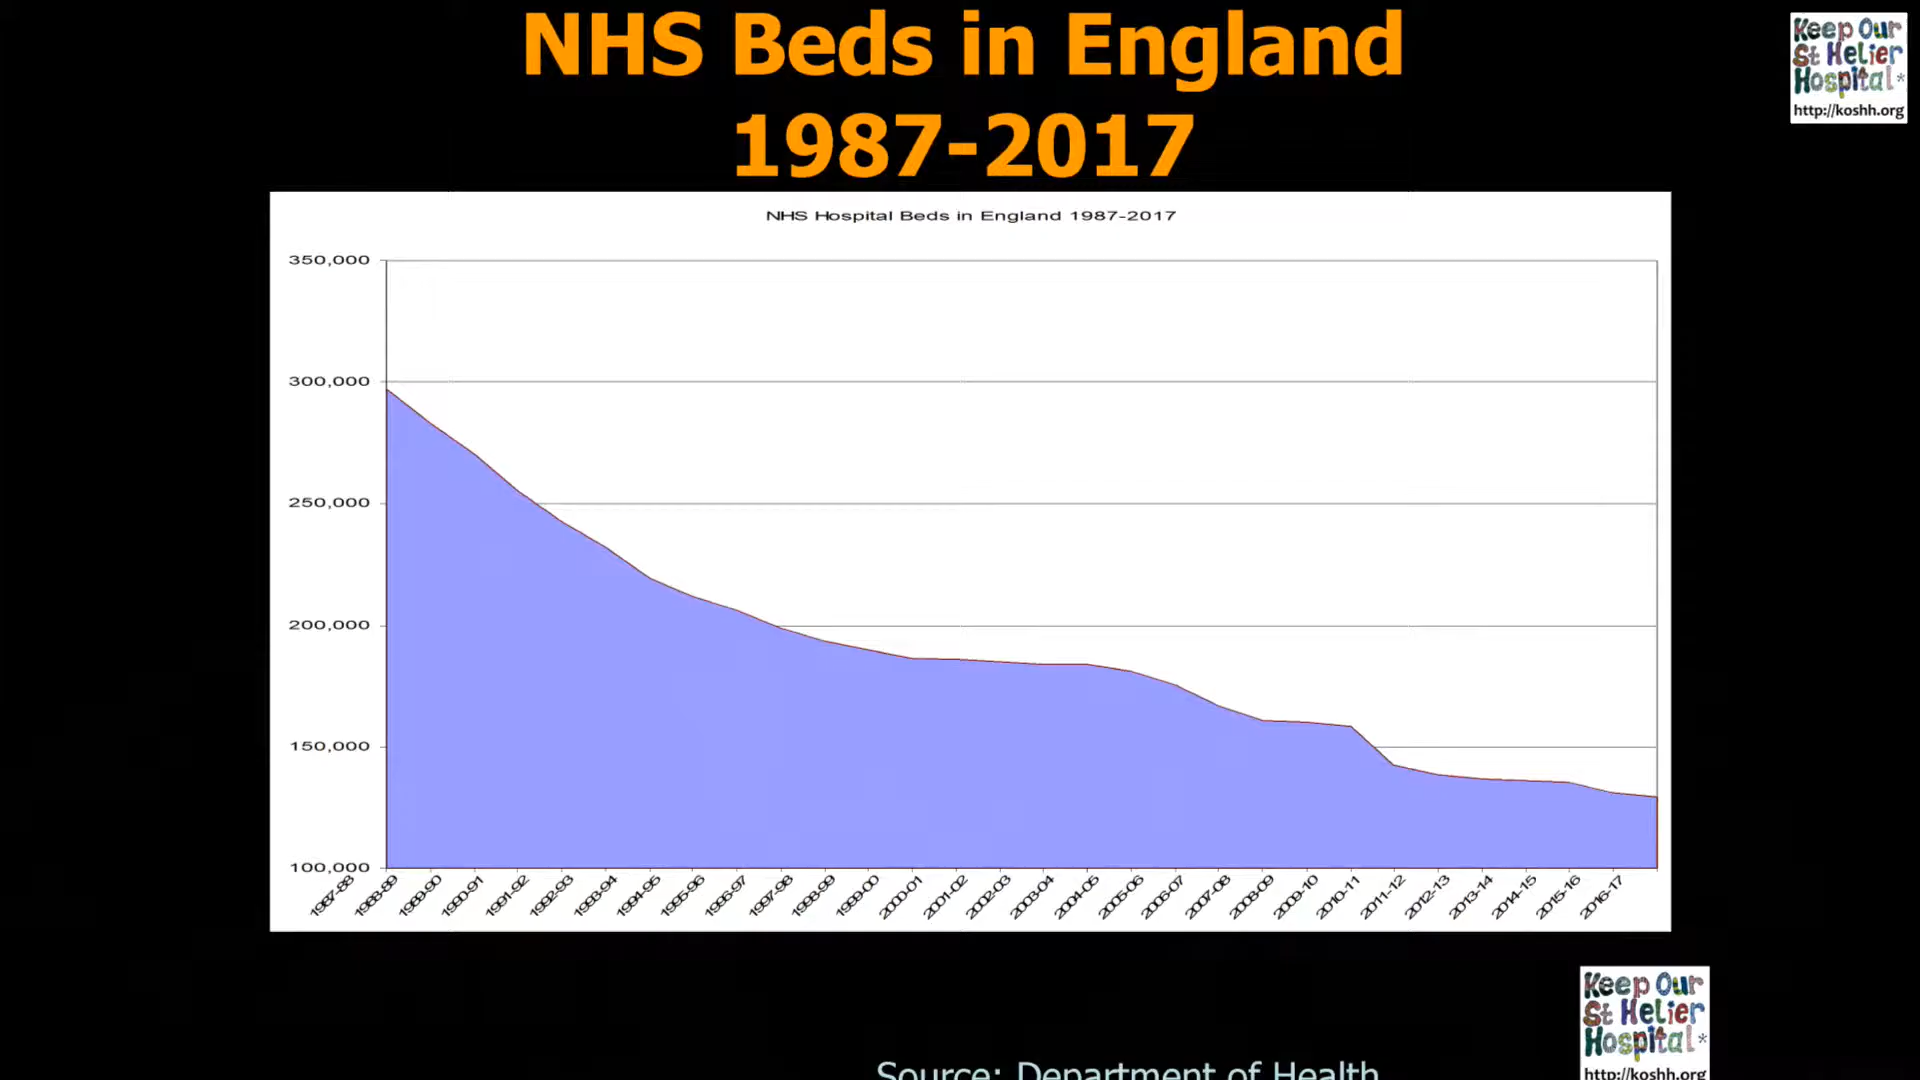 NHS Beds in England
1987-2017
Keep Our
St Helier
Hospital*
http://koshh.org
NHS Hospital Beds in England 1987-2017
350,000
300,000
250,000
200,000
150,000
100,000
1987-88 1988-89 1989-90 1990-91 1991-92 1992-93 1993-94 1994-95 1995-96 1996-97 1997-98 1998-99 1999-00 2000-01 2001-02 2002-03 2003-04 2004-05 2005-06 2006-07 2007-08 2008-09 2009-10 2010-11 2011-12 2012-13 2013-14 2014-15 2015-16 2016-17
Keep Our
St Helier
Hospital*
http://koshh.org
Source: Department of Health